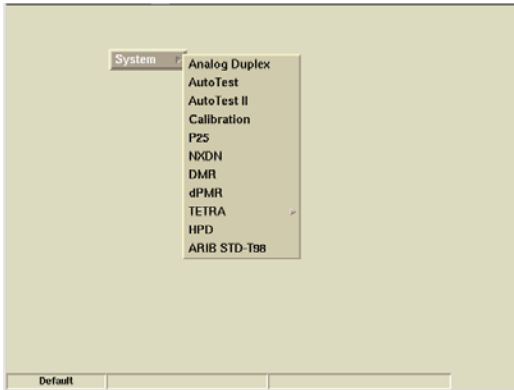 System
Analog Duplex
AutoTest
AutoTest II
Calibration
P25
NXDN
DMR
dPMR
TETRA
HPD
ARIB STD-T98
Default